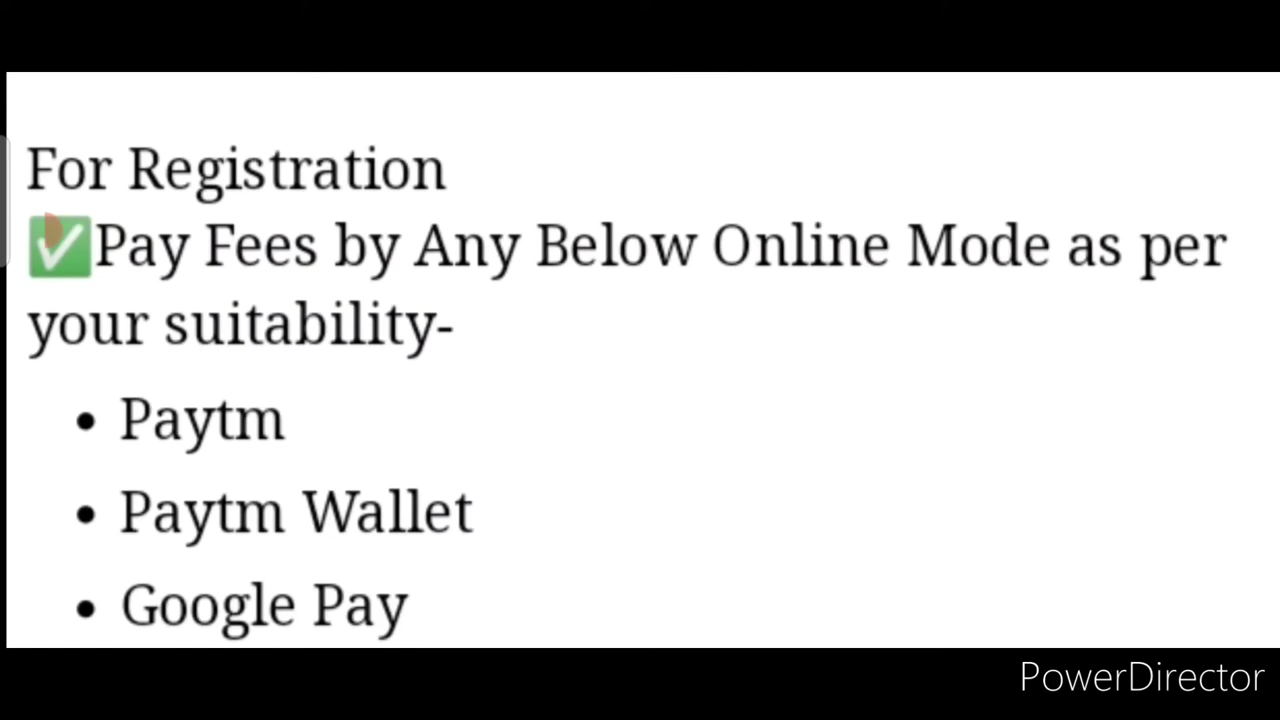 For Registration
✅Pay Fees by Any Below Online Mode as per
your suitability-
• Paytm
• Paytm Wallet
• Google Pay
PowerDirector